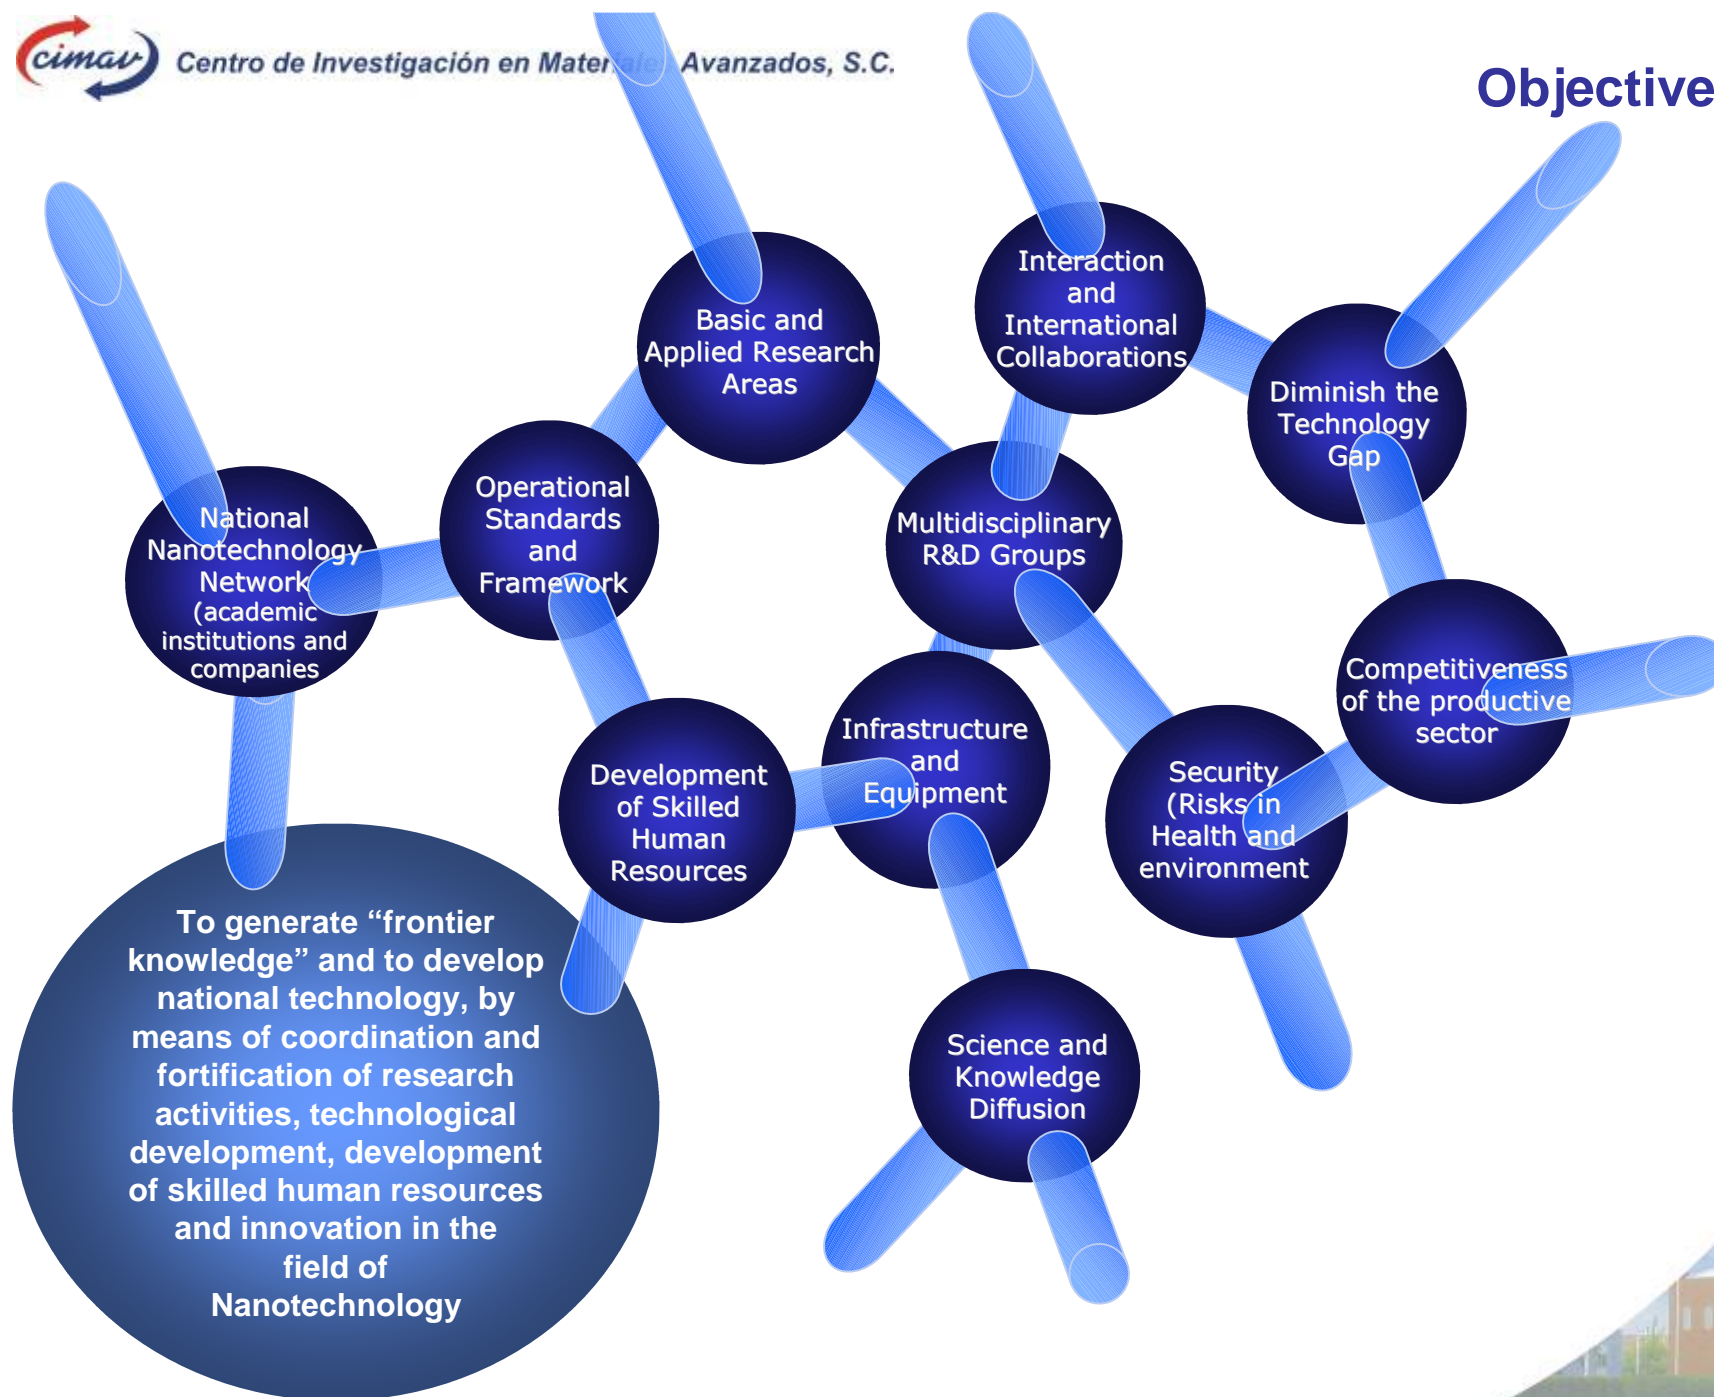 cimav
Centro de Investigación en Materiales Avanzados, S.C.
Objective
Interaction
and
International
Collaborations
Basic and
Applied Research
Areas
Diminish the
Technology
Gap
Operational
Standards
and
Framework
National
Nanotechnology
Network
(academic
institutions and
companies
Multidisciplinary
R&D Groups
Competitiveness
of the productive
sector
Infrastructure
and
Equipment
Development
of Skilled
Human
Resources
Security
(Risks in
Health and
environment
To generate “frontier
knowledge” and to develop
national technology, by
means of coordination and
fortification of research
activities, technological
development, development
of skilled human resources
and innovation in the
field of
Nanotechnology
Science and
Knowledge
Diffusion